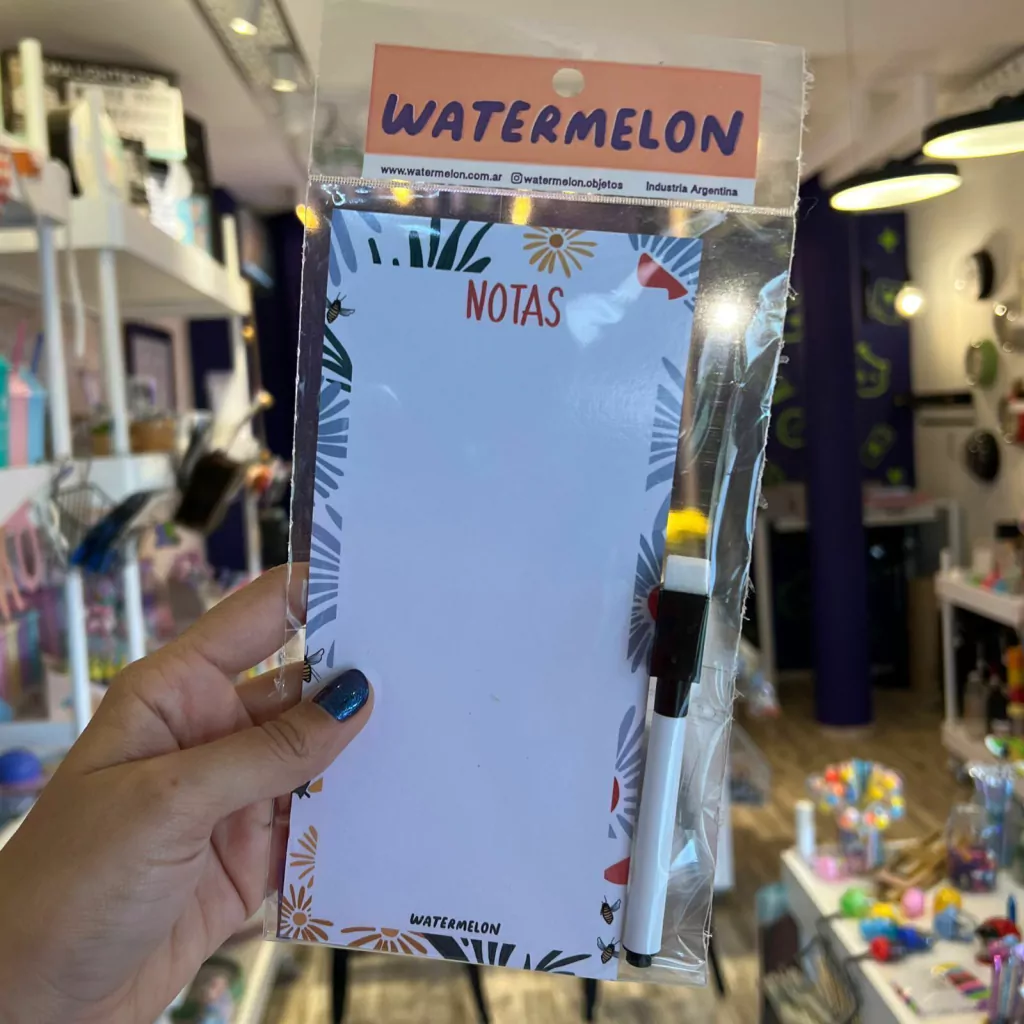 WATERMELON
www.watermelon.com.ar watermelon.objetos Industria Argentina
NOTAS
WATERMELON